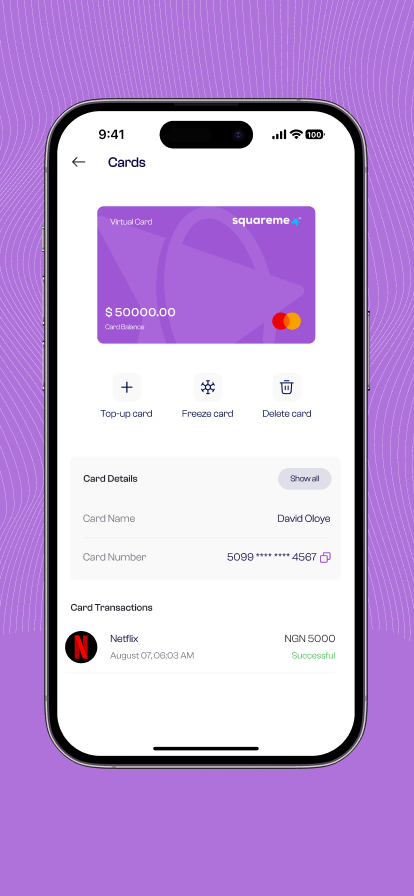 9:41
100
Cards
Virtual Card
squareme
$ 50000.00
Card Balance
Top-up card
Freeze card
Delete card
Card Details
Show all
Card Name
David Oloye
Card Number
5099 **** **** 4567
Card Transactions
Netflix
NGN 5000
August 07, 06:03 AM
Successful